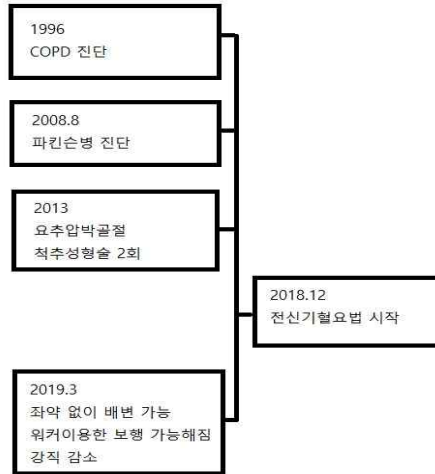 1996
COPD 진단
2008.8
파킨슨병 진단
2013
요추압박골절
척추성형술 2회
2018.12
전신기혈요법 시작
2019.3
좌약 없이 배변 가능
워커이용한 보행 가능해짐
강직 감소